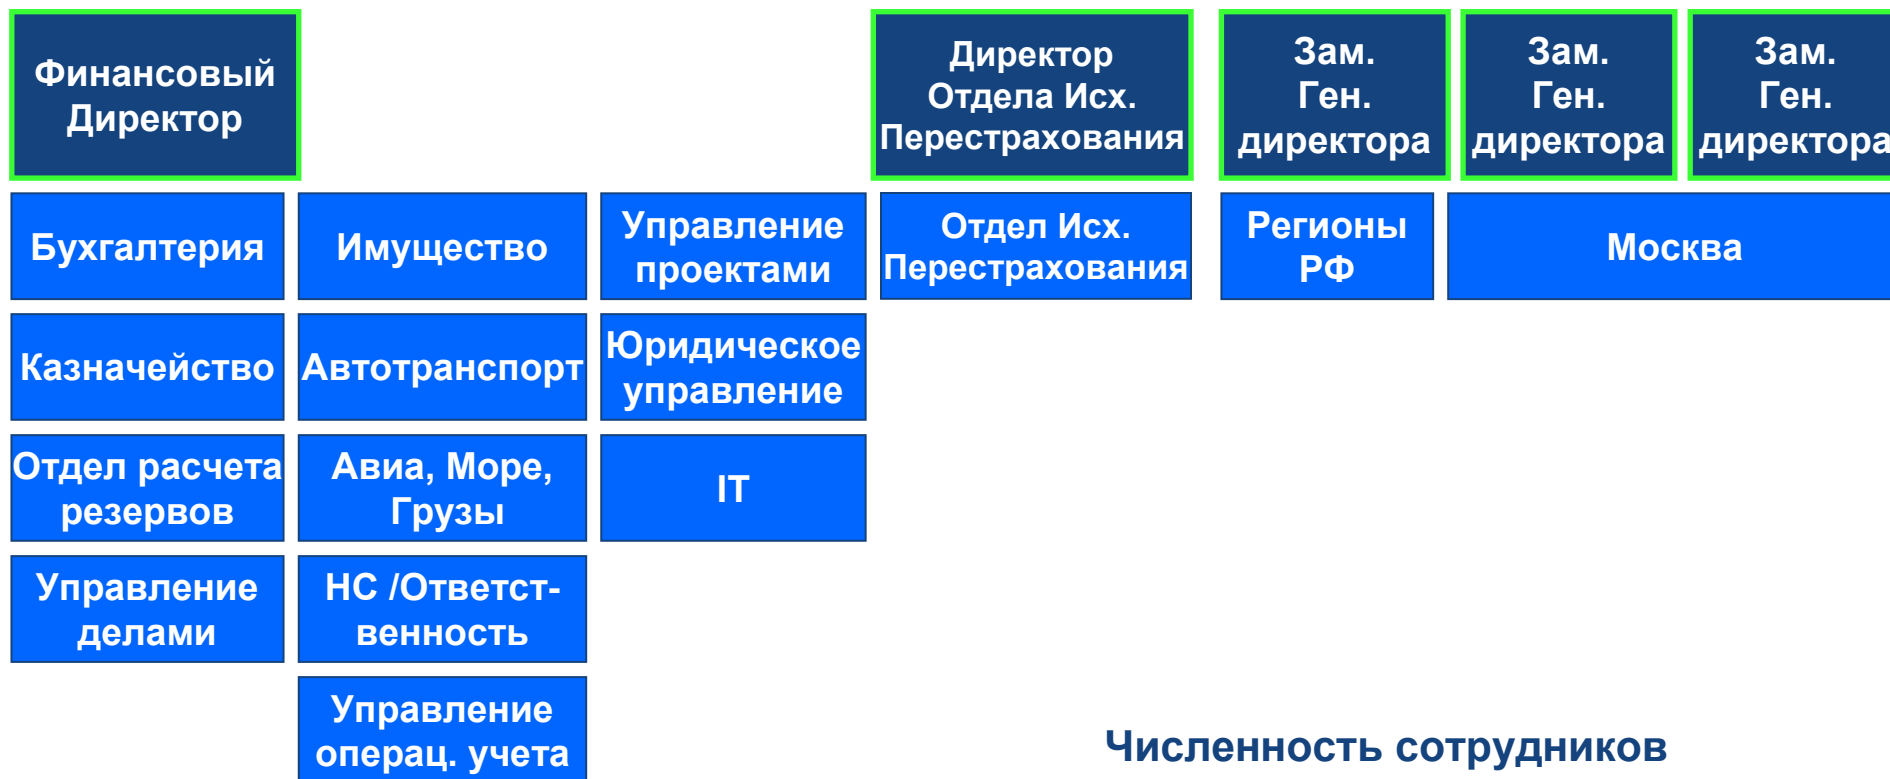 Финансовый
Директор
Директор
Отдела Исх.
Перестрахования
Зам.
Ген.
директора
Зам.
Ген.
директора
Зам.
Ген.
директора
Бухгалтерия
Имущество
Управление
проектами
Отдел Исх.
Перестрахования
Регионы
РФ
Москва
Казначейство
Автотранспорт
Юридическое
управление
Отдел расчета
резервов
Авиа, Море,
Грузы
IT
Управление
делами
НС /Ответст-
венность
Управление
операц. учета
Численность сотрудников